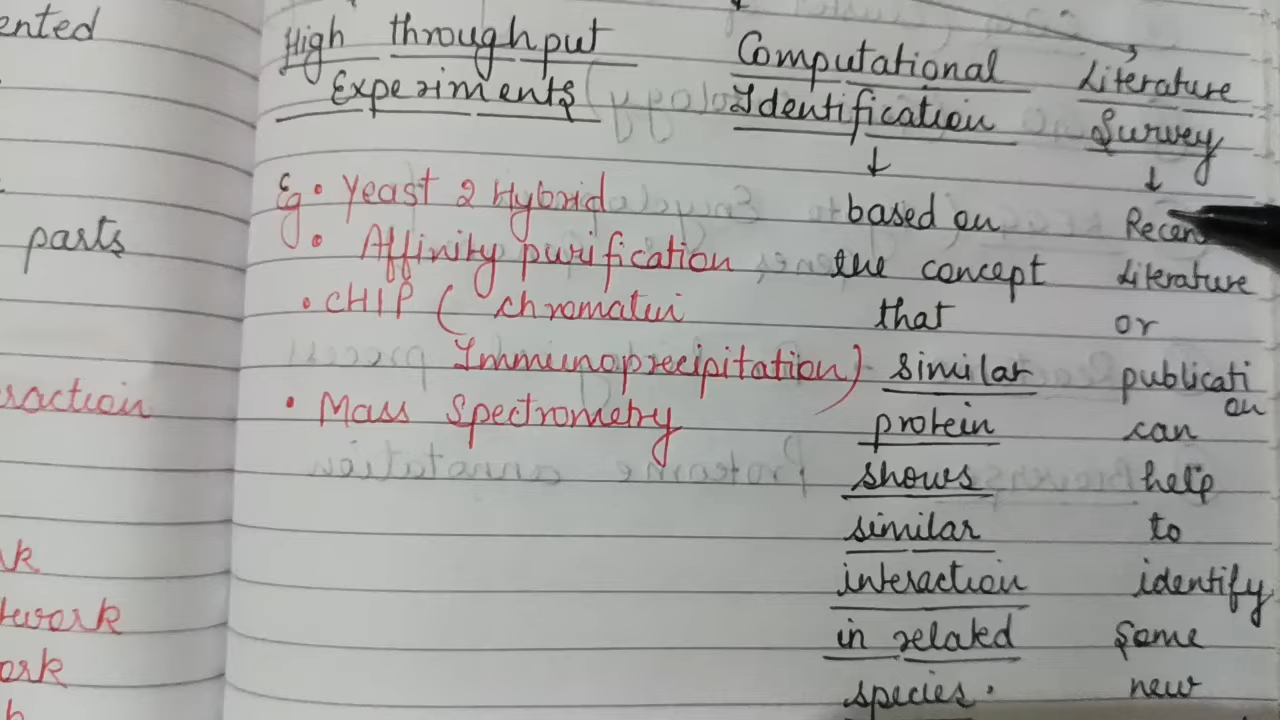 ented
parts
raction
k
twork
ork
High throughput
Experiments
Eg. Yeast 2 Hybrid
• Affinity purification
• CHIP ( chromatin
Immunoprecipitation)
• Mass Spectrometry
Computational
Identification
↓
based on
the concept
that
similar
protein
shows
similar
interaction
in related
species.
Literature
Survey
↓
Literature
or
publicati
on
can
help
to
identify
some
new